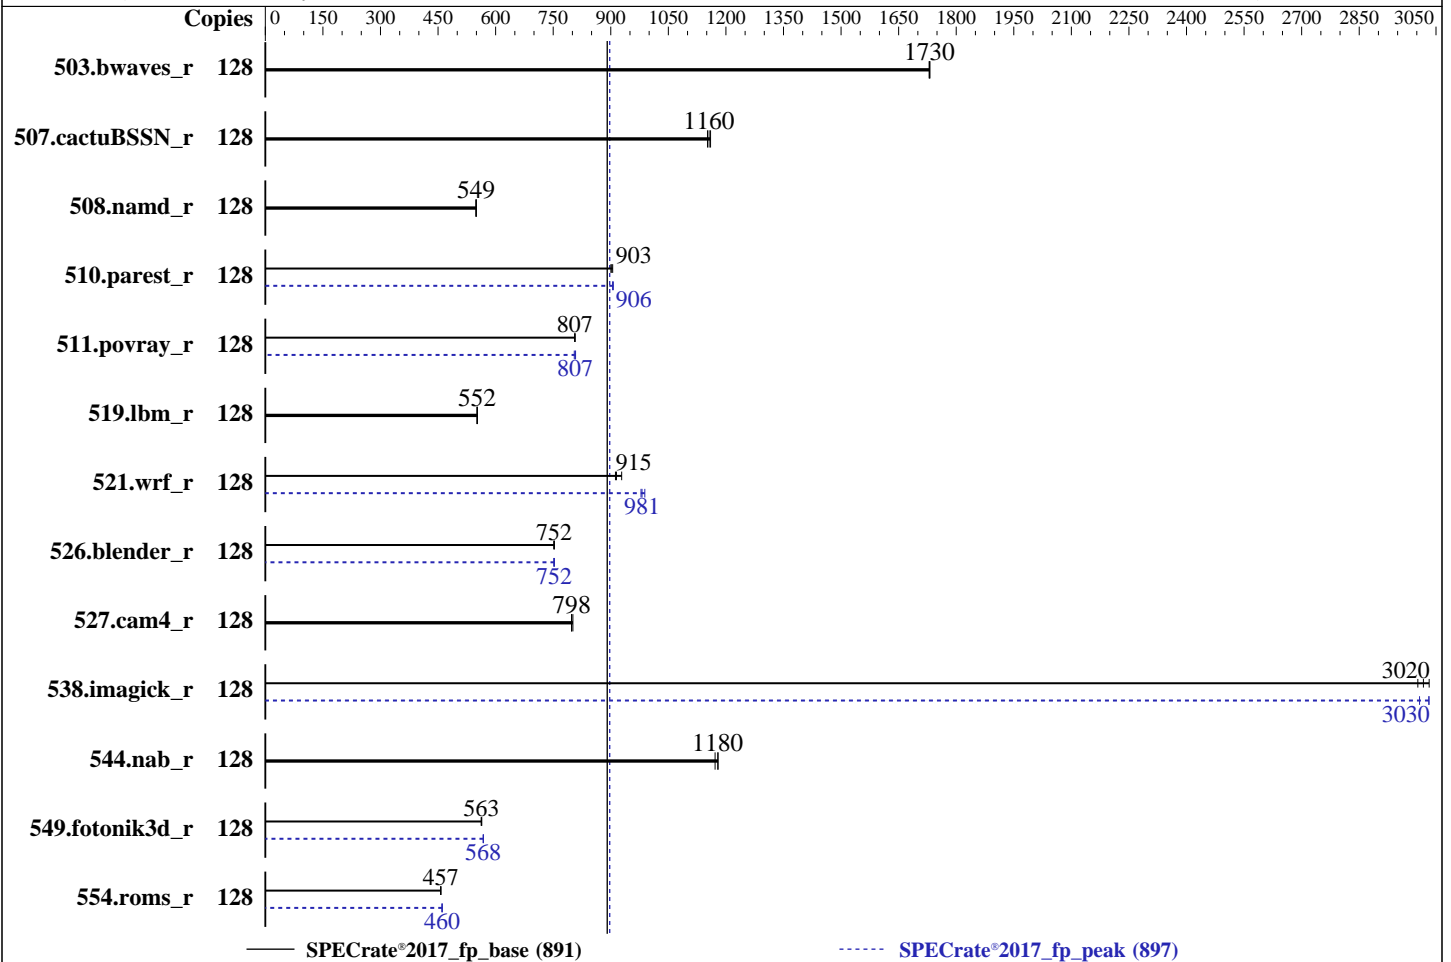 Copies 0 150 300 450 600 750 900 1050 1200 1350 1500 1650 1800 1950 2100 2250 2400 2550 2700 2850 3050
503.bwaves_r 128 1730
507.cactuBSSN_r 128 1160
508.namd_r 128 549
510.parest_r 128 903
906
511.povray_r 128 807
807
519.lbm_r 128 552
521.wrf_r 128 915
981
526.blender_r 128 752
752
527.cam4_r 128 798
538.imagick_r 128 3020
3030
544.nab_r 128 1180
549.fotonik3d_r 128 563
568
554.roms_r 128 457
460
SPECrate®2017_fp_base (891) SPECrate®2017_fp_peak (897)